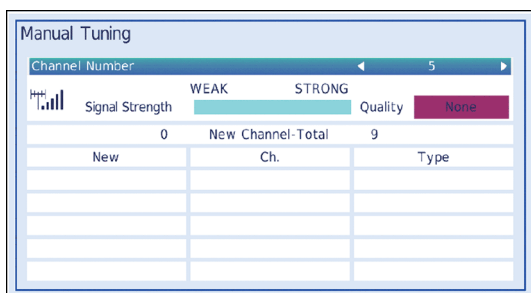 Manual Tuning
Channel Number 5
WEAK STRONG
Signal Strength Quality None
0 New Channel-Total 9
New Ch. Type